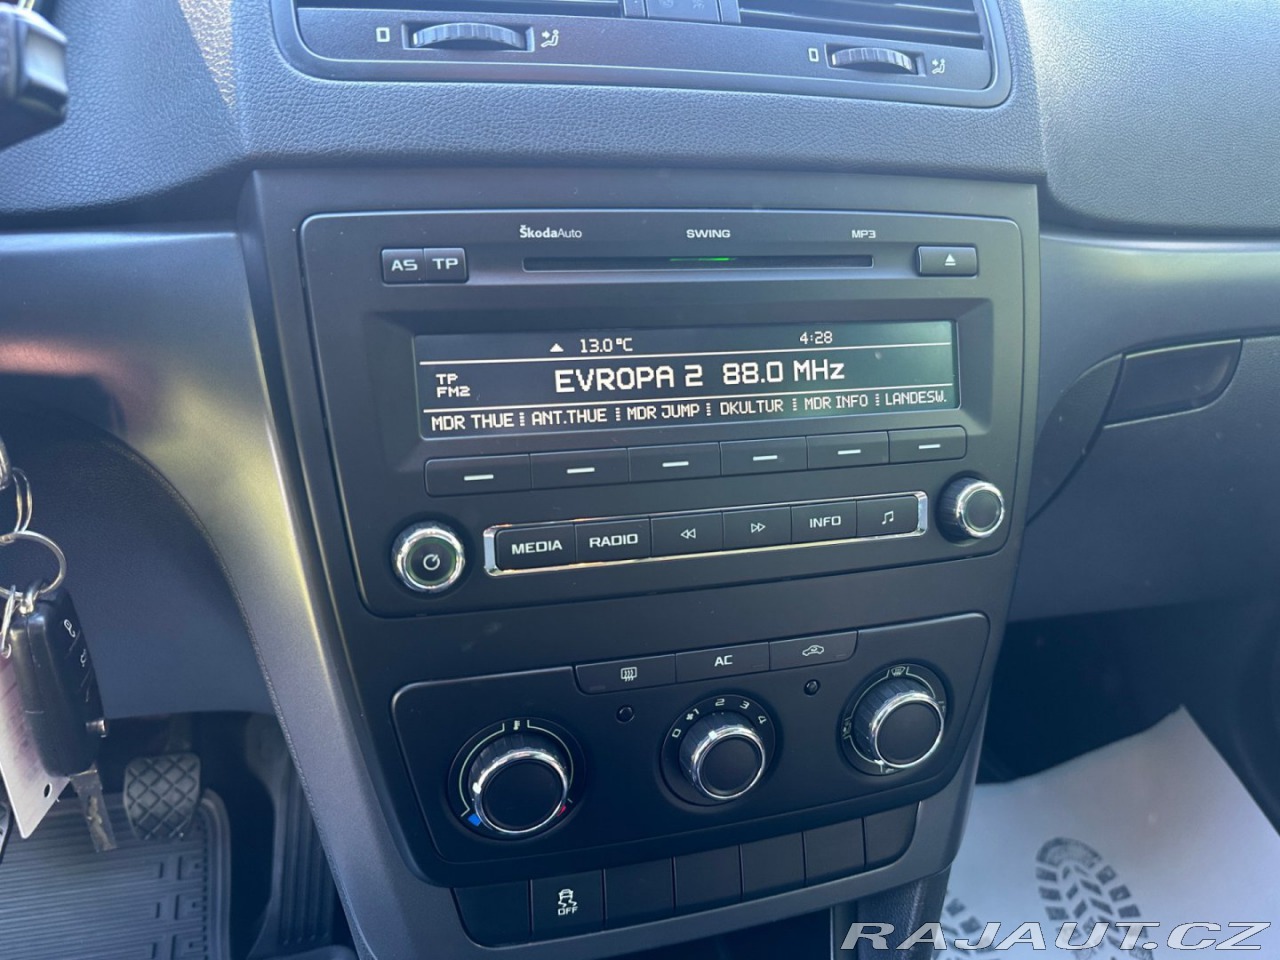 ŠkodaAuto SWING MP3
AS TP
13.0°C 4:28
TP
FM2
EVROPA 2 88.0 MHz
MDR THUE ANT.THUE MDR JUMP DKULTUR MDR INFO LANDESW.
MEDIA RADIO INFO
AC
0 1 2 3 4
OFF
RAJAUT.CZ